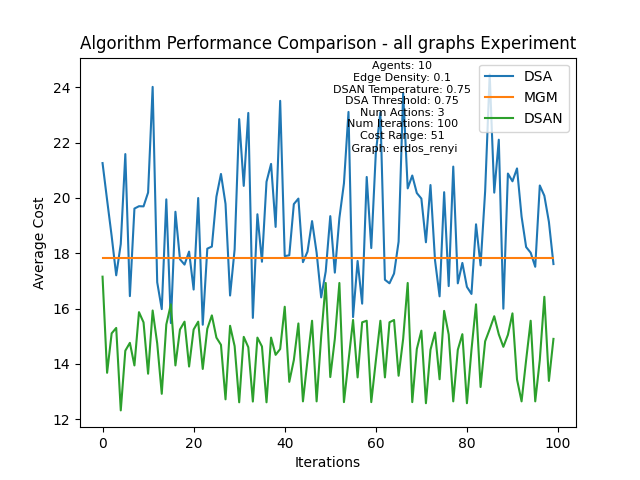 Algorithm Performance Comparison - all graphs Experiment
Agents: 10
Edge Density: 0.1
DSAN Temperature: 0.75
DSA Threshold: 0.75
Num Actions: 3
Num Iterations: 100
Cost Range: 51
Graph: erdos_renyi
DSA
MGM
DSAN
24
22
20
18
16
14
12
Average Cost
0
20
40
60
80
100
Iterations